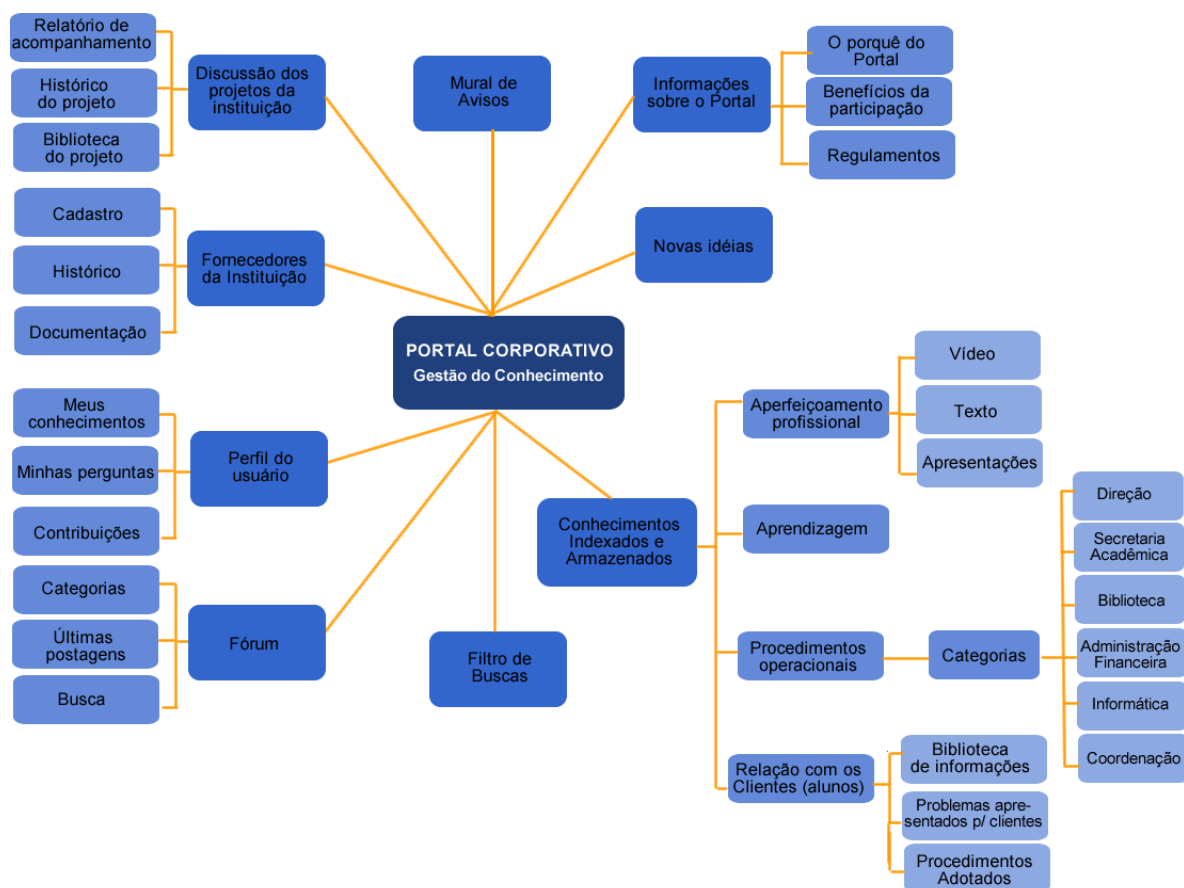 Relatório de
acompanhamento
Histórico
do projeto
Biblioteca
do projeto
Discussão dos
projetos da
instituição
Mural de
Avisos
Informações
sobre o Portal
O porquê do
Portal
Benefícios da
participação
Regulamentos
Cadastro
Histórico
Documentação
Fornecedores
da Instituição
Novas idéias
PORTAL CORPORATIVO
Gestão do Conhecimento
Meus
conhecimentos
Minhas perguntas
Contribuições
Perfil do
usuário
Categorias
Últimas
postagens
Busca
Fórum
Filtro de
Buscas
Conhecimentos
Indexados e
Armazenados
Aperfeiçoamento
profissional
Vídeo
Texto
Apresentações
Aprendizagem
Procedimentos
operacionais
Categorias
Direção
Secretaria
Acadêmica
Biblioteca
Administração
Financeira
Informática
Coordenação
Relação com os
Clientes (alunos)
Biblioteca
de informações
Problemas apre-
sentados p/ clientes
Procedimentos
Adotados